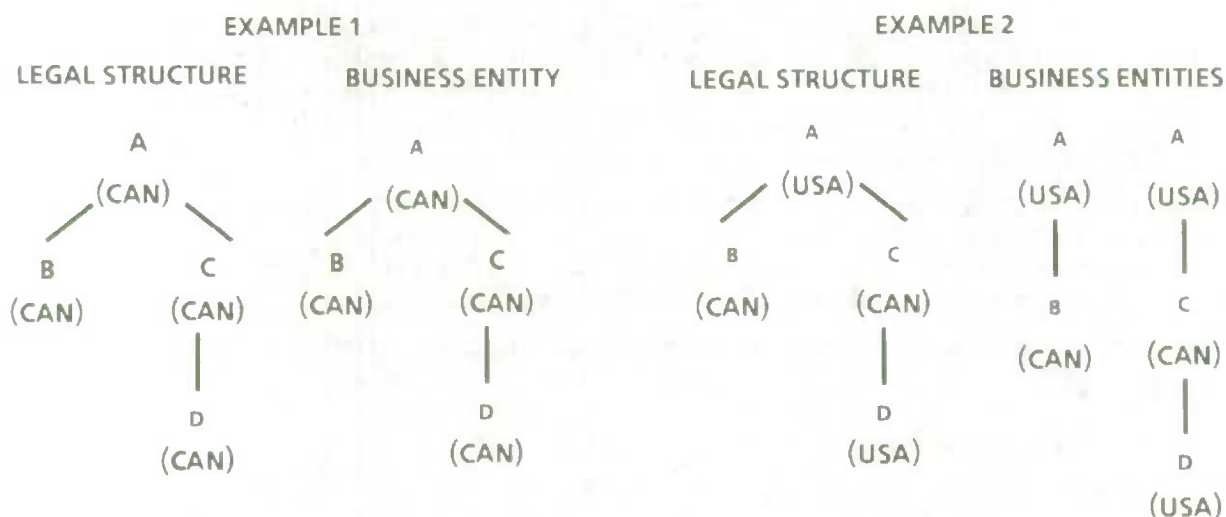 EXAMPLE 1
LEGAL STRUCTURE BUSINESS ENTITY
A A
(CAN) (CAN)
B C B C
(CAN) (CAN) (CAN) (CAN)
D D
(CAN) (CAN)
EXAMPLE 2
LEGAL STRUCTURE BUSINESS ENTITIES
A A A
(USA) (USA) (USA)
B C B C
(CAN) (CAN) (CAN) (CAN)
D D
(USA) (USA)